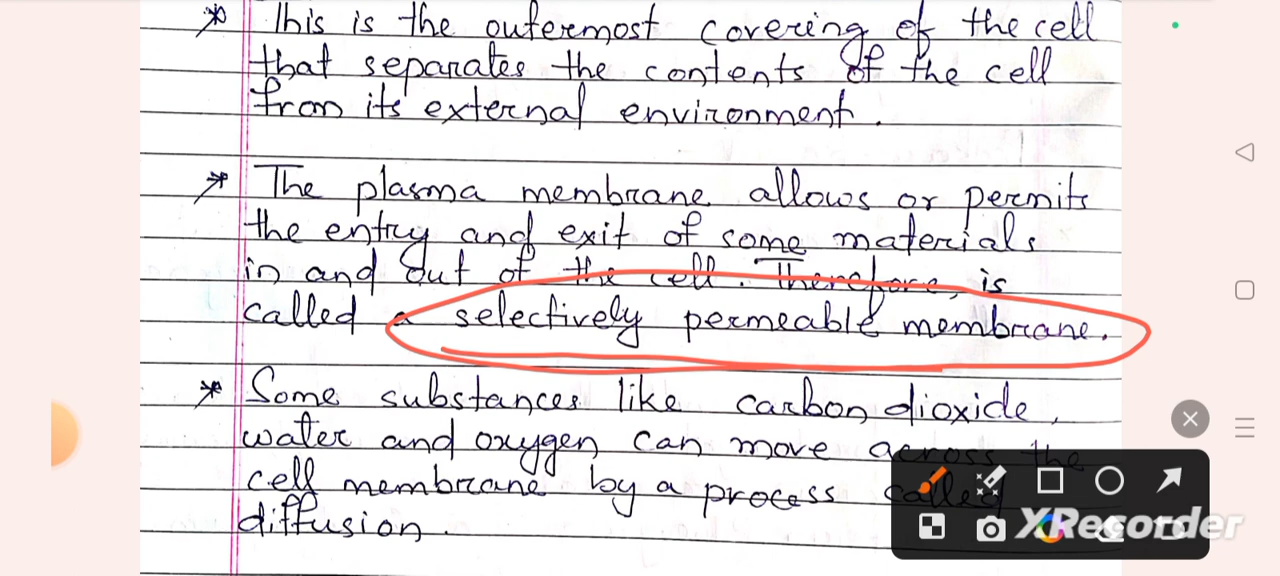 * This is the outermost covering of the cell
that separates the contents of the cell
from its external environment.
* The plasma membrane allows or permits
the entry and exit of some materials
in and out of the cell. Therefore, is
called a selectively permeable membrane.
* Some substances like carbon dioxide,
water and oxygen can move across the
cell membrane by a process called
diffusion.
XRecorder